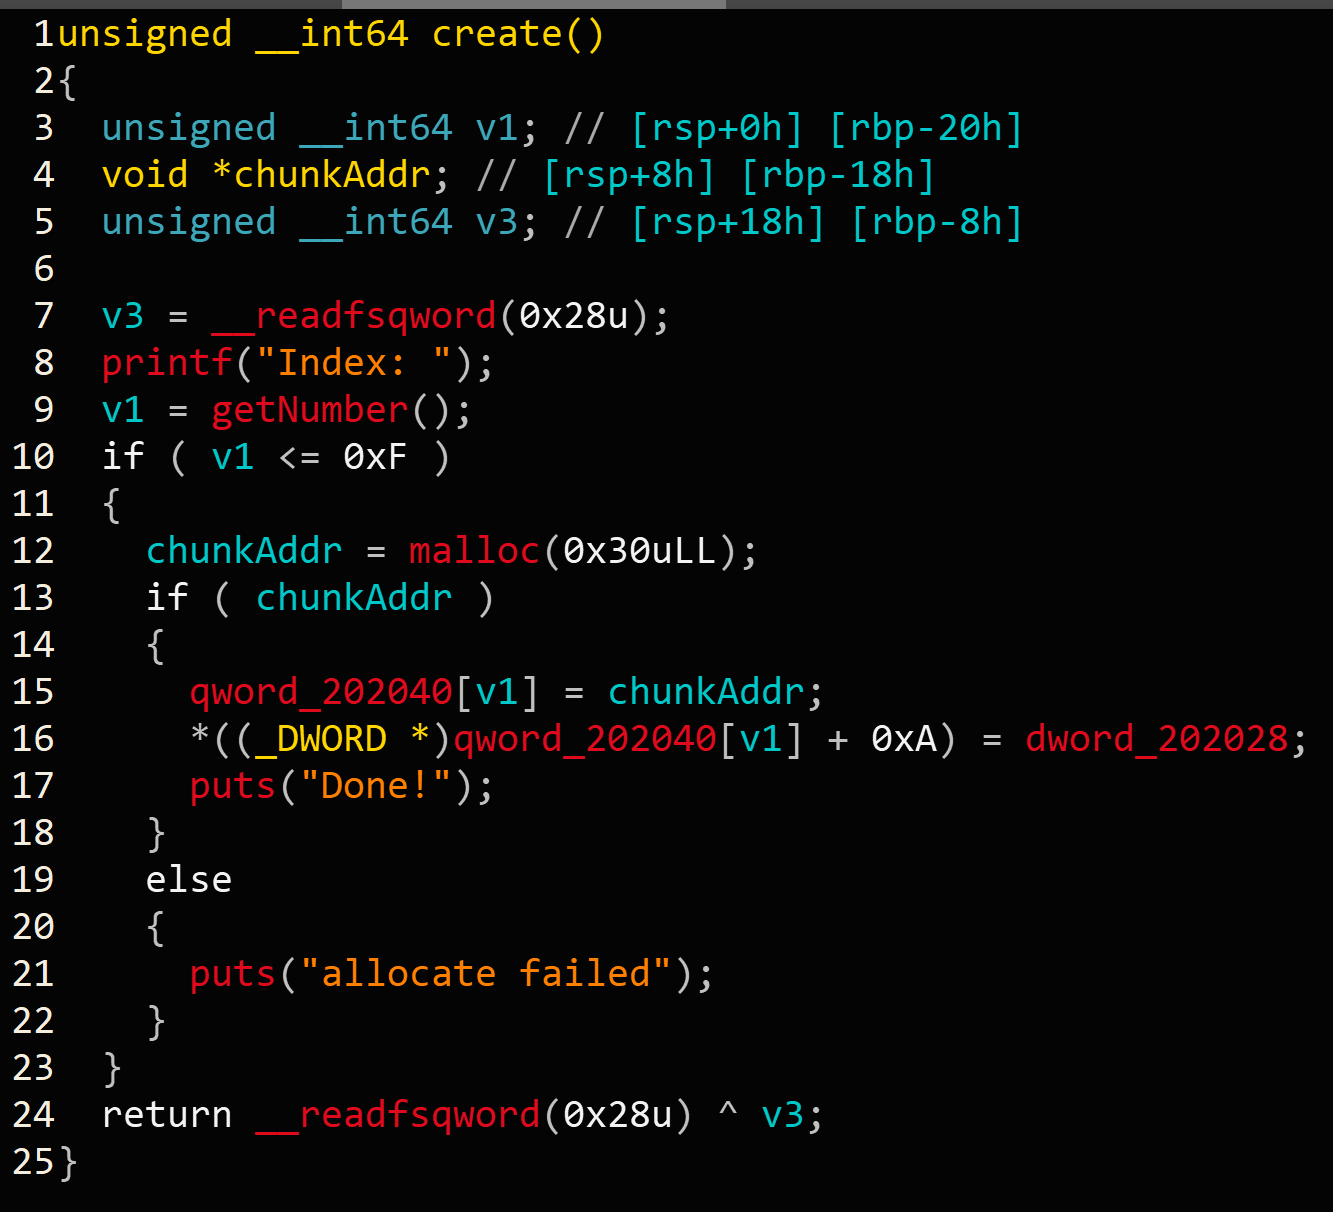 1unsigned __int64 create()
2{
3  unsigned __int64 v1; // [rsp+0h] [rbp-20h]
4  void *chunkAddr; // [rsp+8h] [rbp-18h]
5  unsigned __int64 v3; // [rsp+18h] [rbp-8h]
6
7  v3 = __readfsqword(0x28u);
8  printf("Index: ");
9  v1 = getNumber();
10  if ( v1 <= 0xF )
11  {
12    chunkAddr = malloc(0x30uLL);
13    if ( chunkAddr )
14    {
15      qword_202040[v1] = chunkAddr;
16      *((_DWORD *)qword_202040[v1] + 0xA) = dword_202028;
17      puts("Done!");
18    }
19    else
20    {
21      puts("allocate failed");
22    }
23  }
24  return __readfsqword(0x28u) ^ v3;
25}